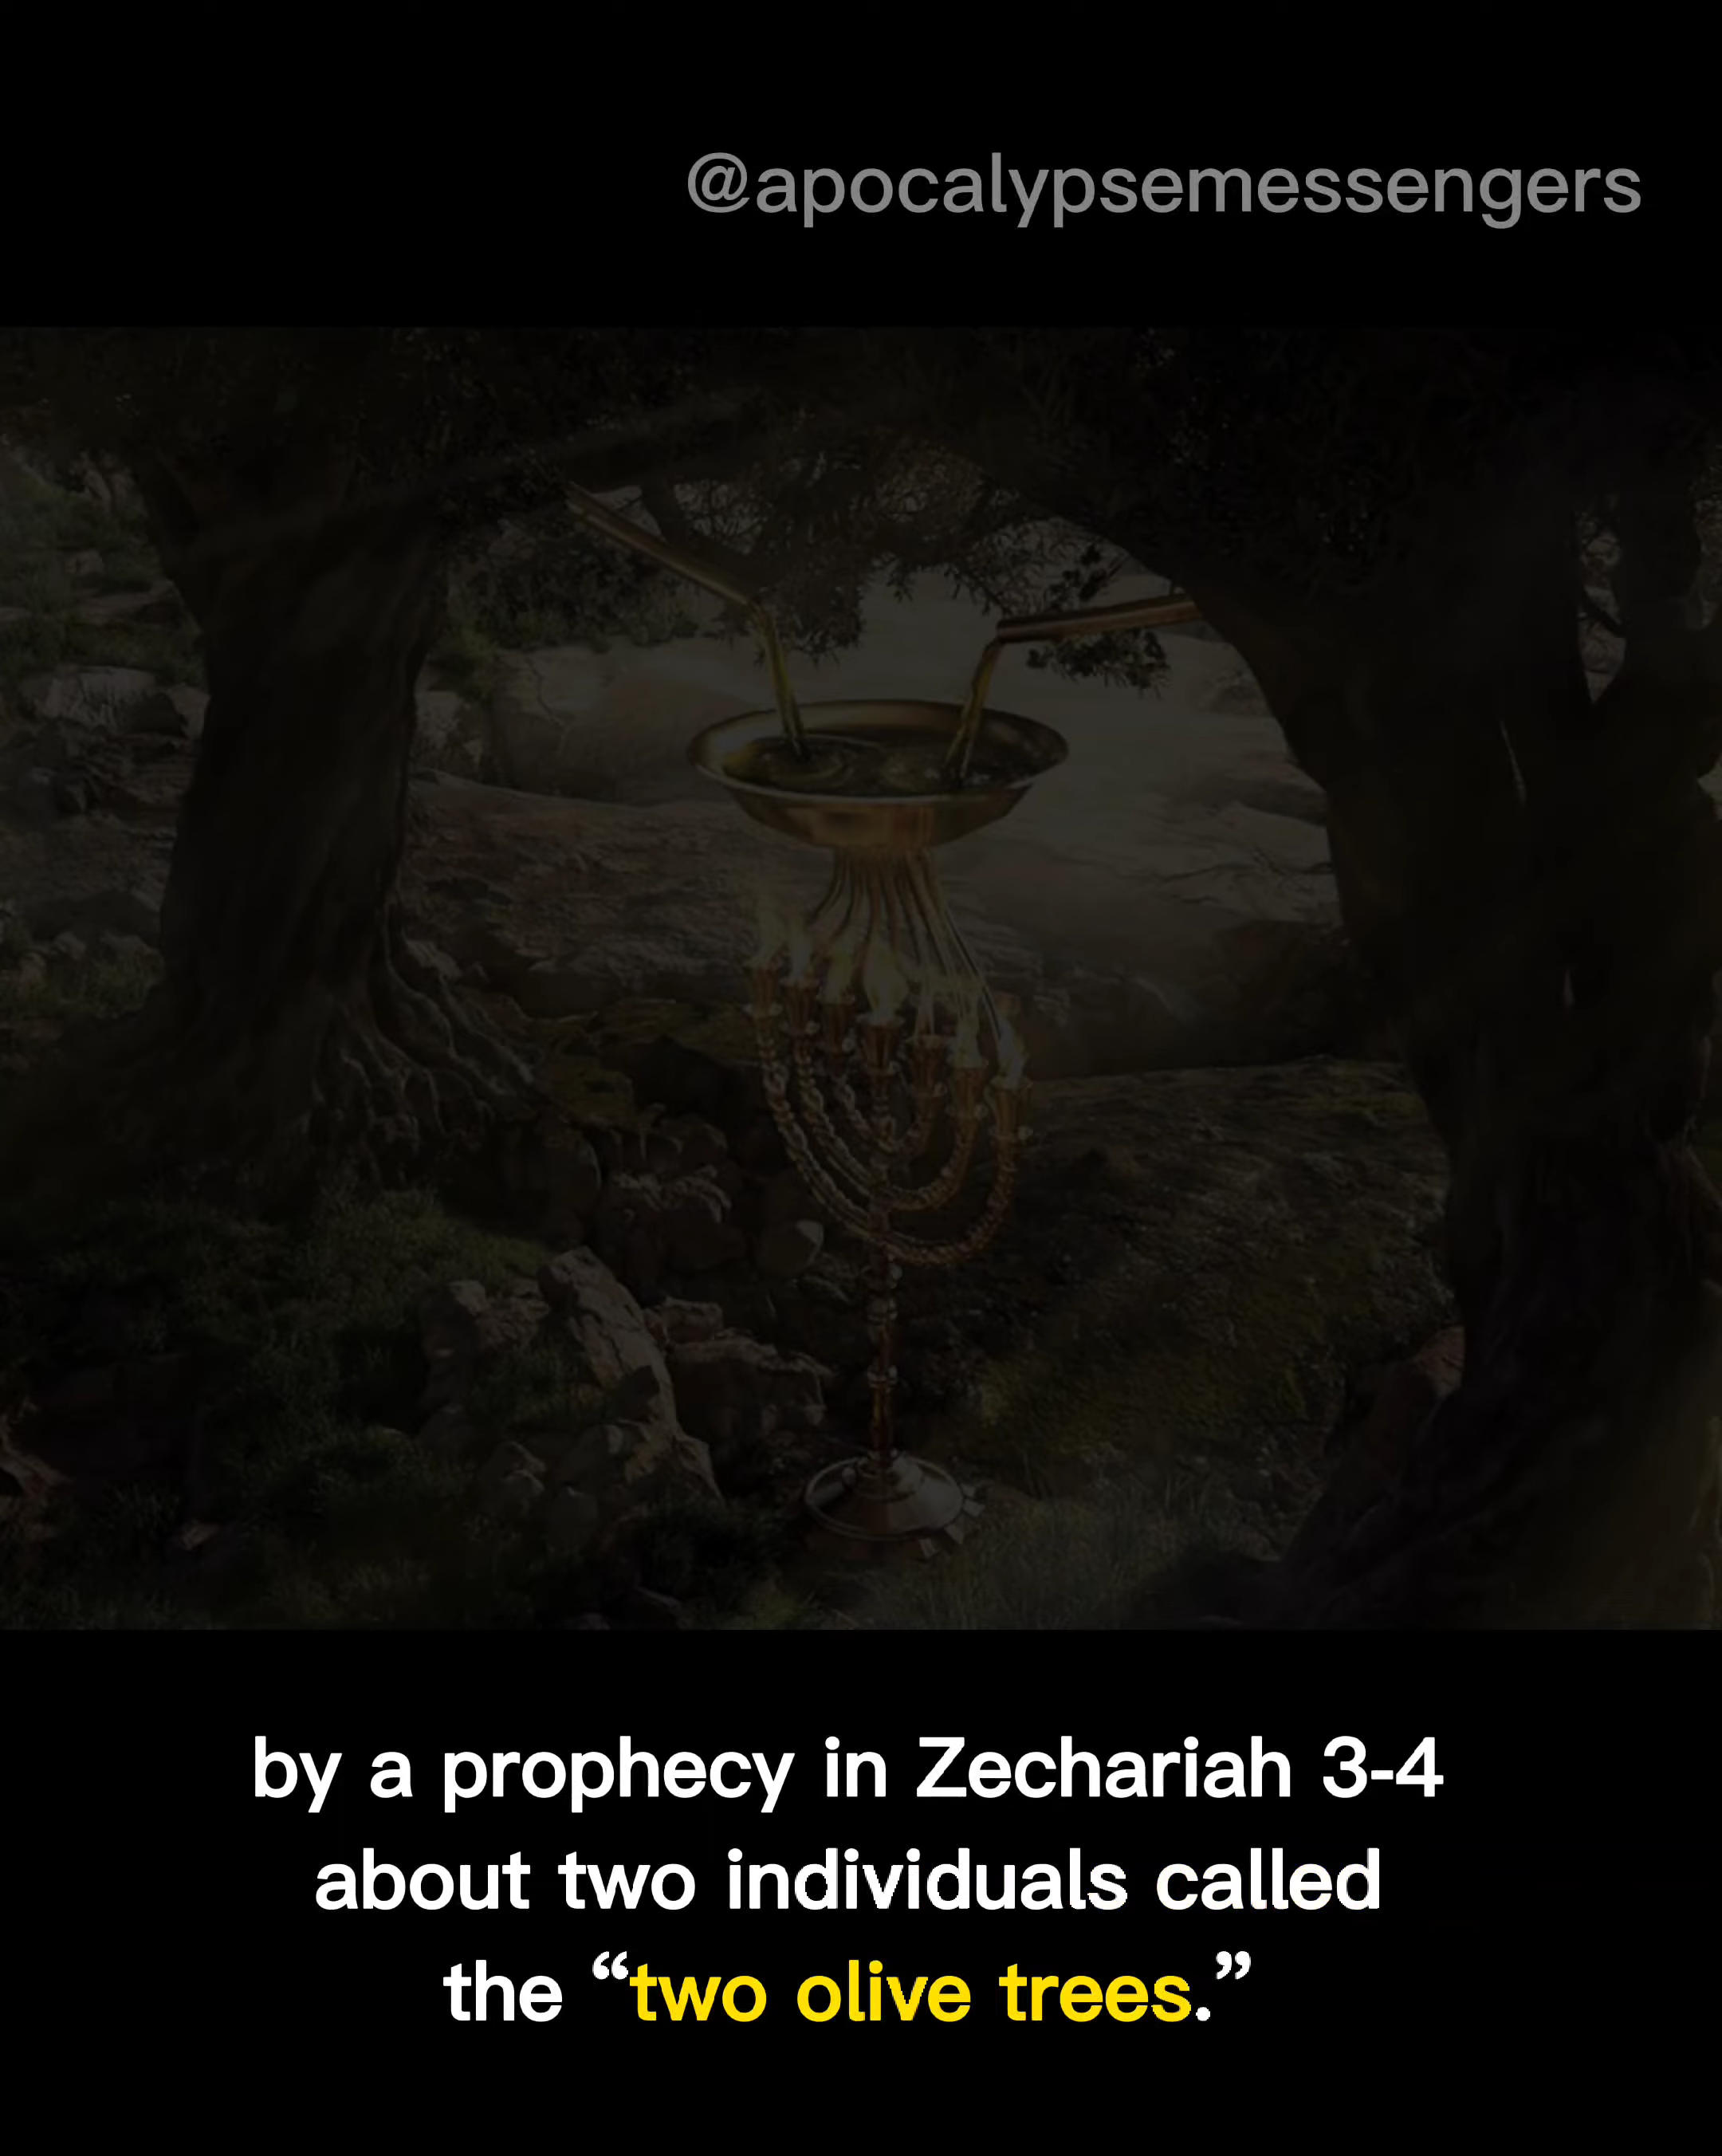 @apocalypsemessengers
by a prophecy in Zechariah 3-4
about two individuals called
the “two olive trees.”